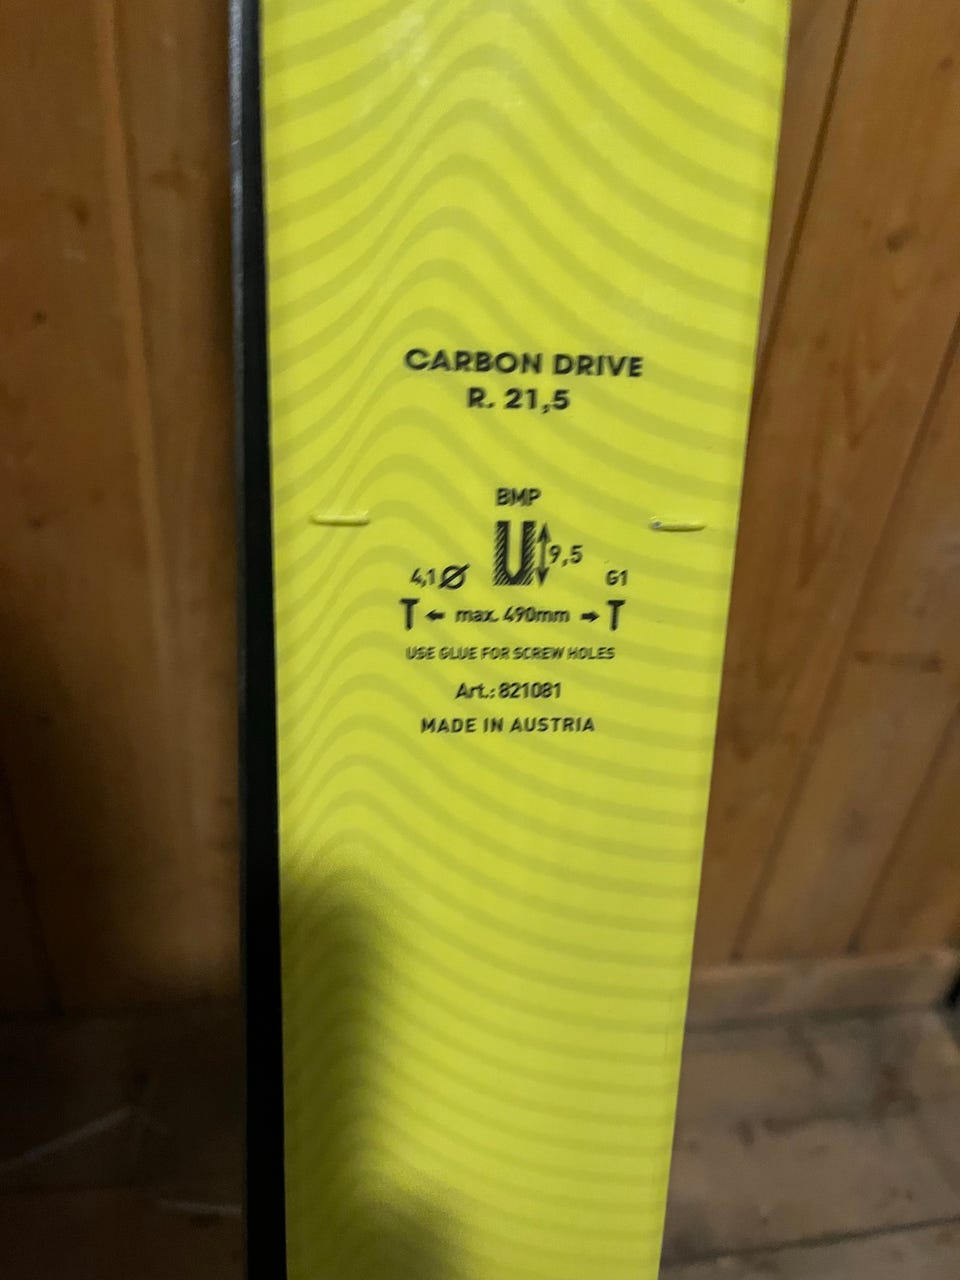 CARBON DRIVE
R. 21,5
BMP
9,5
4,1Ø G1
T ← max. 490mm → T
USE GLUE FOR SCREW HOLES
Art.: 821081
MADE IN AUSTRIA